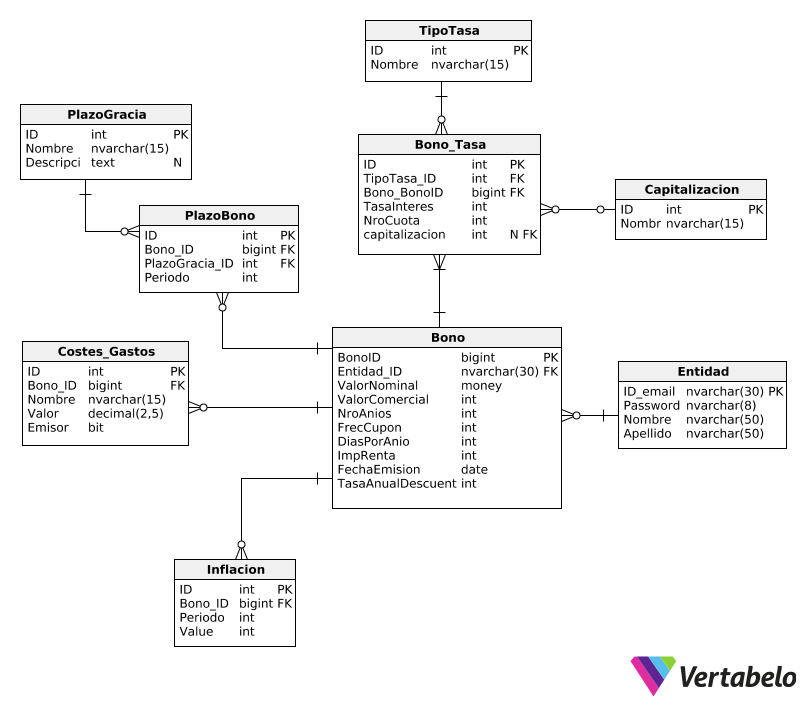 TipoTasa
ID int PK
Nombre nvarchar(15)
PlazoGracia
ID int PK
Nombre nvarchar(15)
Descripci text N
Bono_Tasa
ID int PK
TipoTasa_ID int FK
Bono_BonoID bigint FK
TasaInteres int
NroCuota int
capitalizacion int N FK
Capitalizacion
ID int PK
Nombr nvarchar(15)
PlazoBono
ID int PK
Bono_ID bigint FK
PlazoGracia_ID int FK
Periodo int
Bono
BonoID bigint PK
Entidad_ID nvarchar(30) FK
ValorNominal money
ValorComercial int
NroAnios int
FrecCupon int
DiasPorAnio int
ImpRenta int
FechaEmision date
TasaAnualDescuent int
Costes_Gastos
ID int PK
Bono_ID bigint FK
Nombre nvarchar(15)
Valor decimal(2,5)
Emisor bit
Entidad
ID_email nvarchar(30) PK
Password nvarchar(8)
Nombre nvarchar(50)
Apellido nvarchar(50)
Inflacion
ID int PK
Bono_ID bigint FK
Periodo int
Value int
Vertabelo